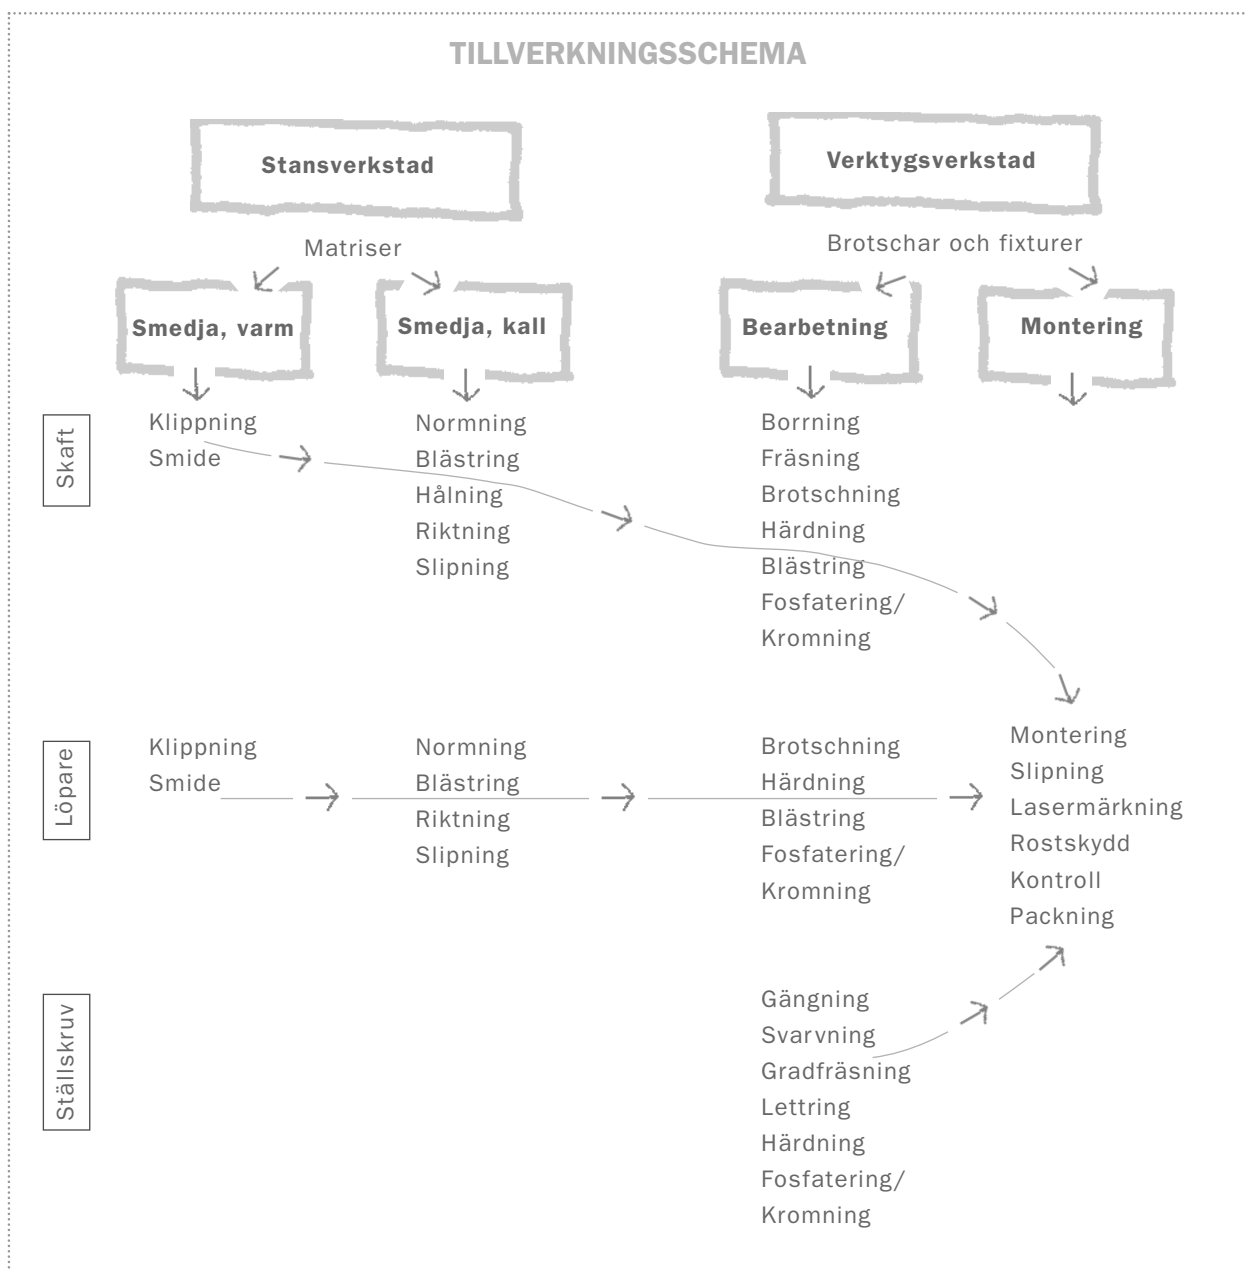 TILLVERKNINGSSCHEMA
Stansverkstad
Verktygsverkstad
Matriser
Brotschar och fixturer
Smedja, varm
Smedja, kall
Bearbetning
Montering
Skaft
Klippning
Smide
Normning
Blästring
Hålning
Riktning
Slipning
Borrning
Fräsning
Brotschning
Härdning
Blästring
Fosfatering/
Kromning
Löpare
Klippning
Smide
Normning
Blästring
Riktning
Slipning
Brotschning
Härdning
Blästring
Fosfatering/
Kromning
Montering
Slipning
Lasermärkning
Rostskydd
Kontroll
Packning
Ställskruv
Gängning
Svarvning
Gradfräsning
Lettring
Härdning
Fosfatering/
Kromning